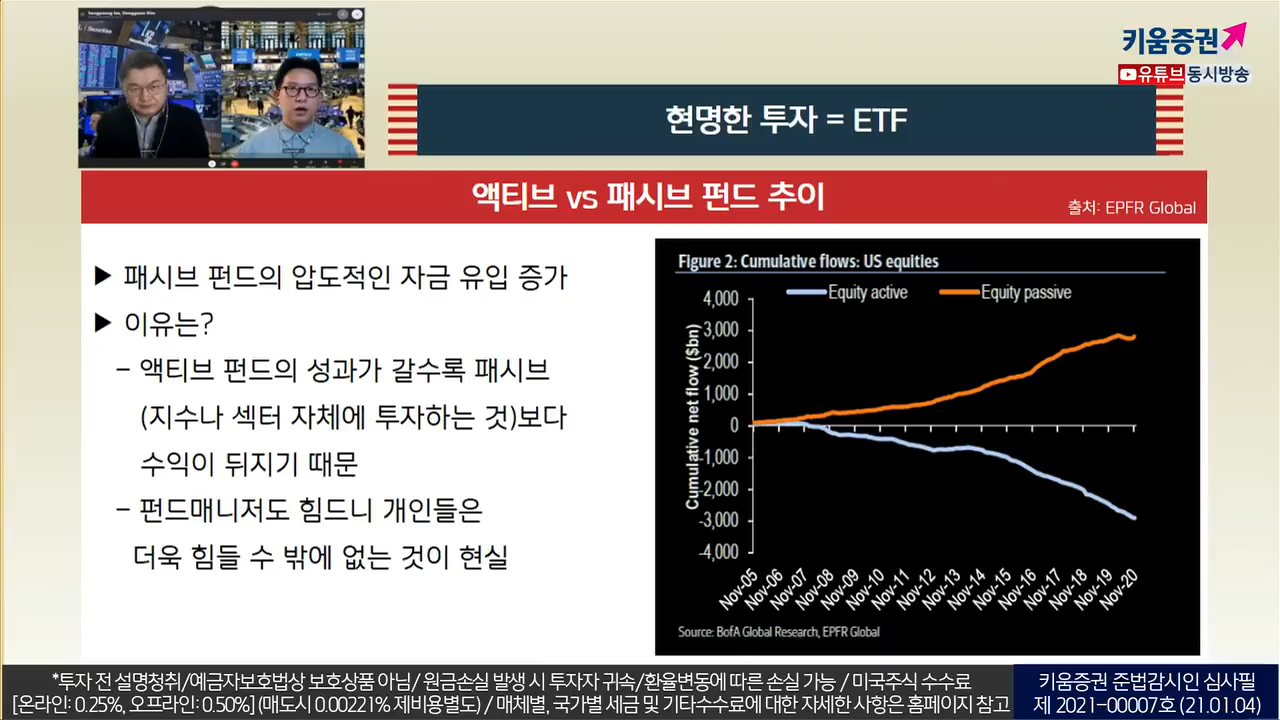 키움증권
유튜브동시방송
현명한 투자 = ETF
액티브 vs 패시브 펀드 추이
출처: EPFR Global
▶ 패시브 펀드의 압도적인 자금 유입 증가
▶ 이유는?
– 액티브 펀드의 성과가 갈수록 패시브
(지수나 섹터 자체에 투자하는 것)보다
수익이 뒤지기 때문
– 펀드매니저도 힘드니 개인들은
더욱 힘들 수 밖에 없는 것이 현실
Figure 2: Cumulative flows: US equities
Equity active
Equity passive
Cumulative net flow ($bn)
4,000
3,000
2,000
1,000
0
-1,000
-2,000
-3,000
-4,000
Nov-05
Nov-06
Nov-07
Nov-08
Nov-09
Nov-10
Nov-11
Nov-12
Nov-13
Nov-14
Nov-15
Nov-16
Nov-17
Nov-18
Nov-19
Nov-20
Source: BofA Global Research, EPFR Global
*투자 전 설명청취/예금자보호법상 보호상품 아님/ 원금손실 발생 시 투자자 귀속/환율변동에 따른 손실 가능 / 미국주식 수수료
[온라인: 0.25%, 오프라인: 0.50%] (매도시 0.00221% 제비용별도) / 매체별, 국가별 세금 및 기타수수료에 대한 자세한 사항은 홈페이지 참고
키움증권 준법감시인 심사필
제 2021-00007호 (21.01.04)